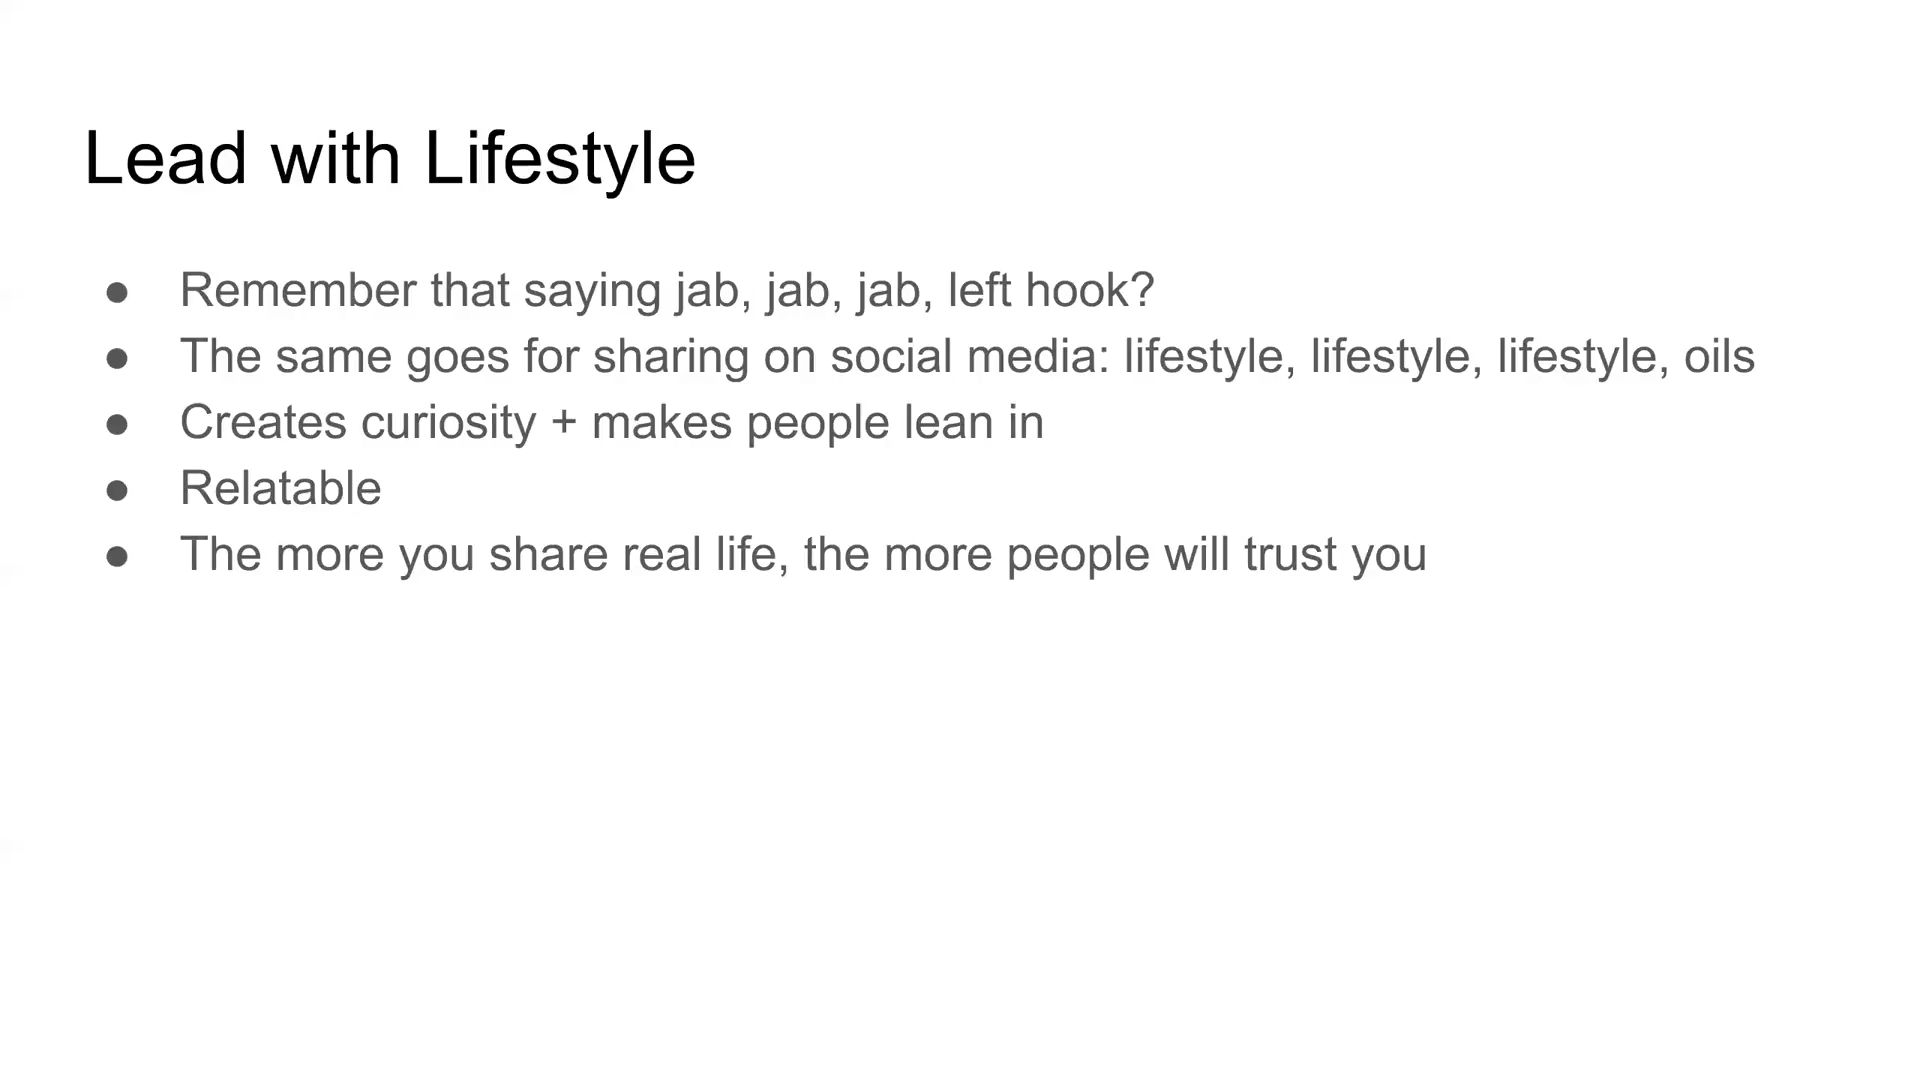 Lead with Lifestyle
● Remember that saying jab, jab, jab, left hook?
● The same goes for sharing on social media: lifestyle, lifestyle, lifestyle, oils
● Creates curiosity + makes people lean in
● Relatable
● The more you share real life, the more people will trust you